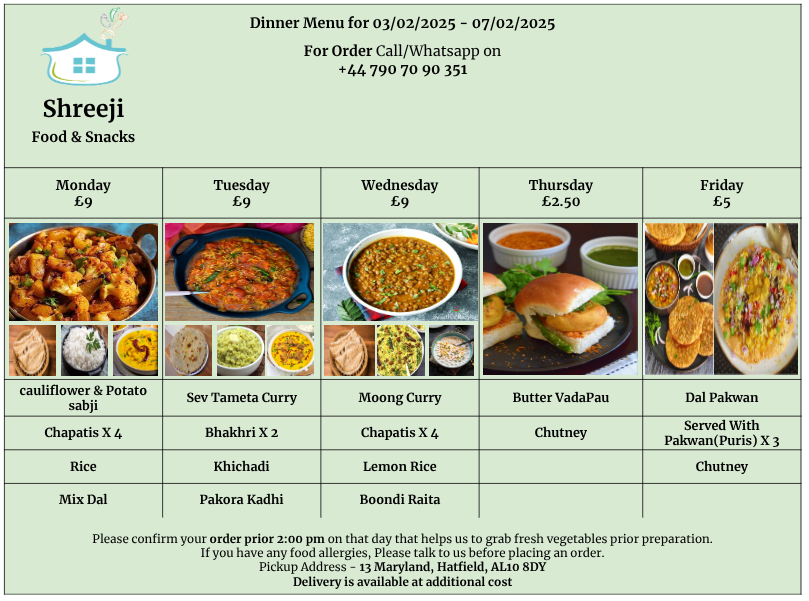 Dinner Menu for 03/02/2025 - 07/02/2025
For Order Call/Whatsapp on
+44 790 70 90 351
Shreeji
Food & Snacks
Monday
£9
Tuesday
£9
Wednesday
£9
Thursday
£2.50
Friday
£5
cauliflower & Potato
sabji
Sev Tameta Curry
Moong Curry
Butter VadaPau
Dal Pakwan
Chapatis X 4
Bhakhri X 2
Chapatis X 4
Chutney
Served With
Pakwan(Puris) X 3
Rice
Khichadi
Lemon Rice
Chutney
Mix Dal
Pakora Kadhi
Boondi Raita
Please confirm your order prior 2:00 pm on that day that helps us to grab fresh vegetables prior preparation.
If you have any food allergies, Please talk to us before placing an order.
Pickup Address - 13 Maryland, Hatfield, AL10 8DY
Delivery is available at additional cost